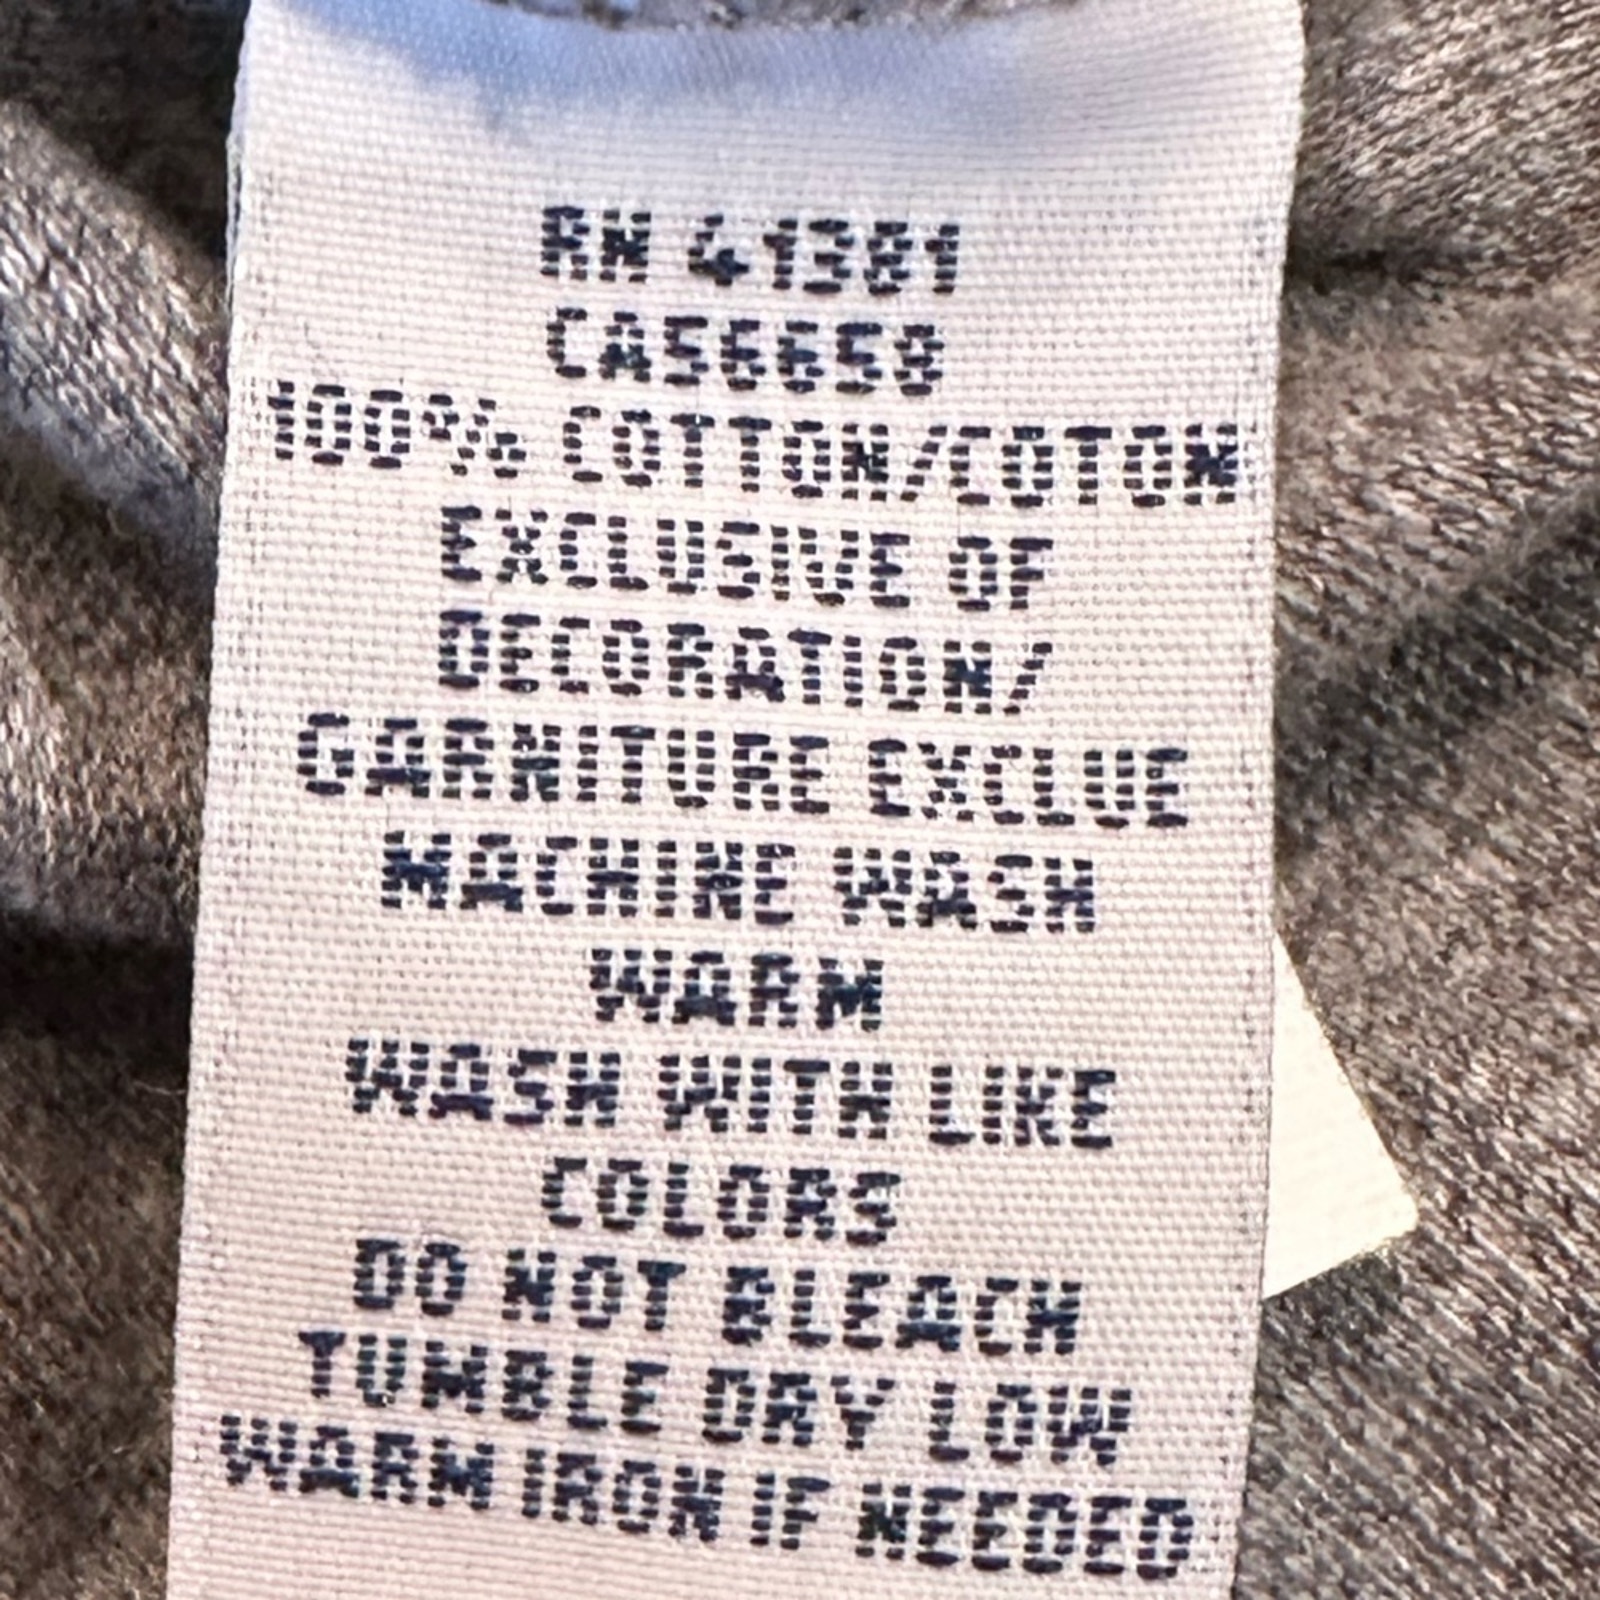 RN 41381
CA56658
100% COTTON/COTON
EXCLUSIVE OF
DECORATION/
GARNITURE EXCLUE
MACHINE WASH
WARM
WASH WITH LIKE
COLORS
DO NOT BLEACH
TUMBLE DRY LOW
WARM IRON IF NEEDED